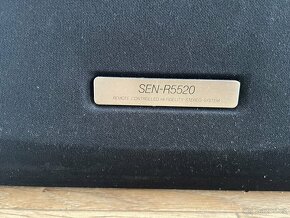 SEN-R5520
REMOTE CONTROLLED HI-FIDELITY STEREO SYSTEM